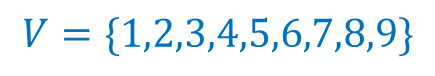 V = {1,2,3,4,5,6,7,8,9}